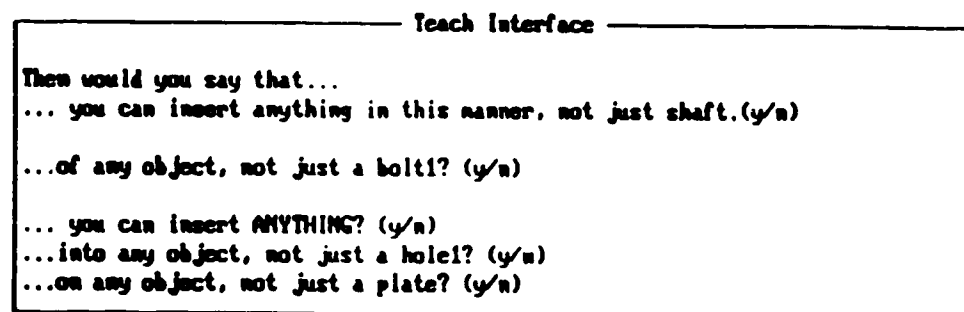 Teach Interface
Then would you say that...
... you can insert anything in this manner, not just shaft.(y/n)
...of any object, not just a bolt1? (y/n)
... you can insert ANYTHING? (y/n)
...into any object, not just a hole1? (y/n)
...on any object, not just a plate? (y/n)